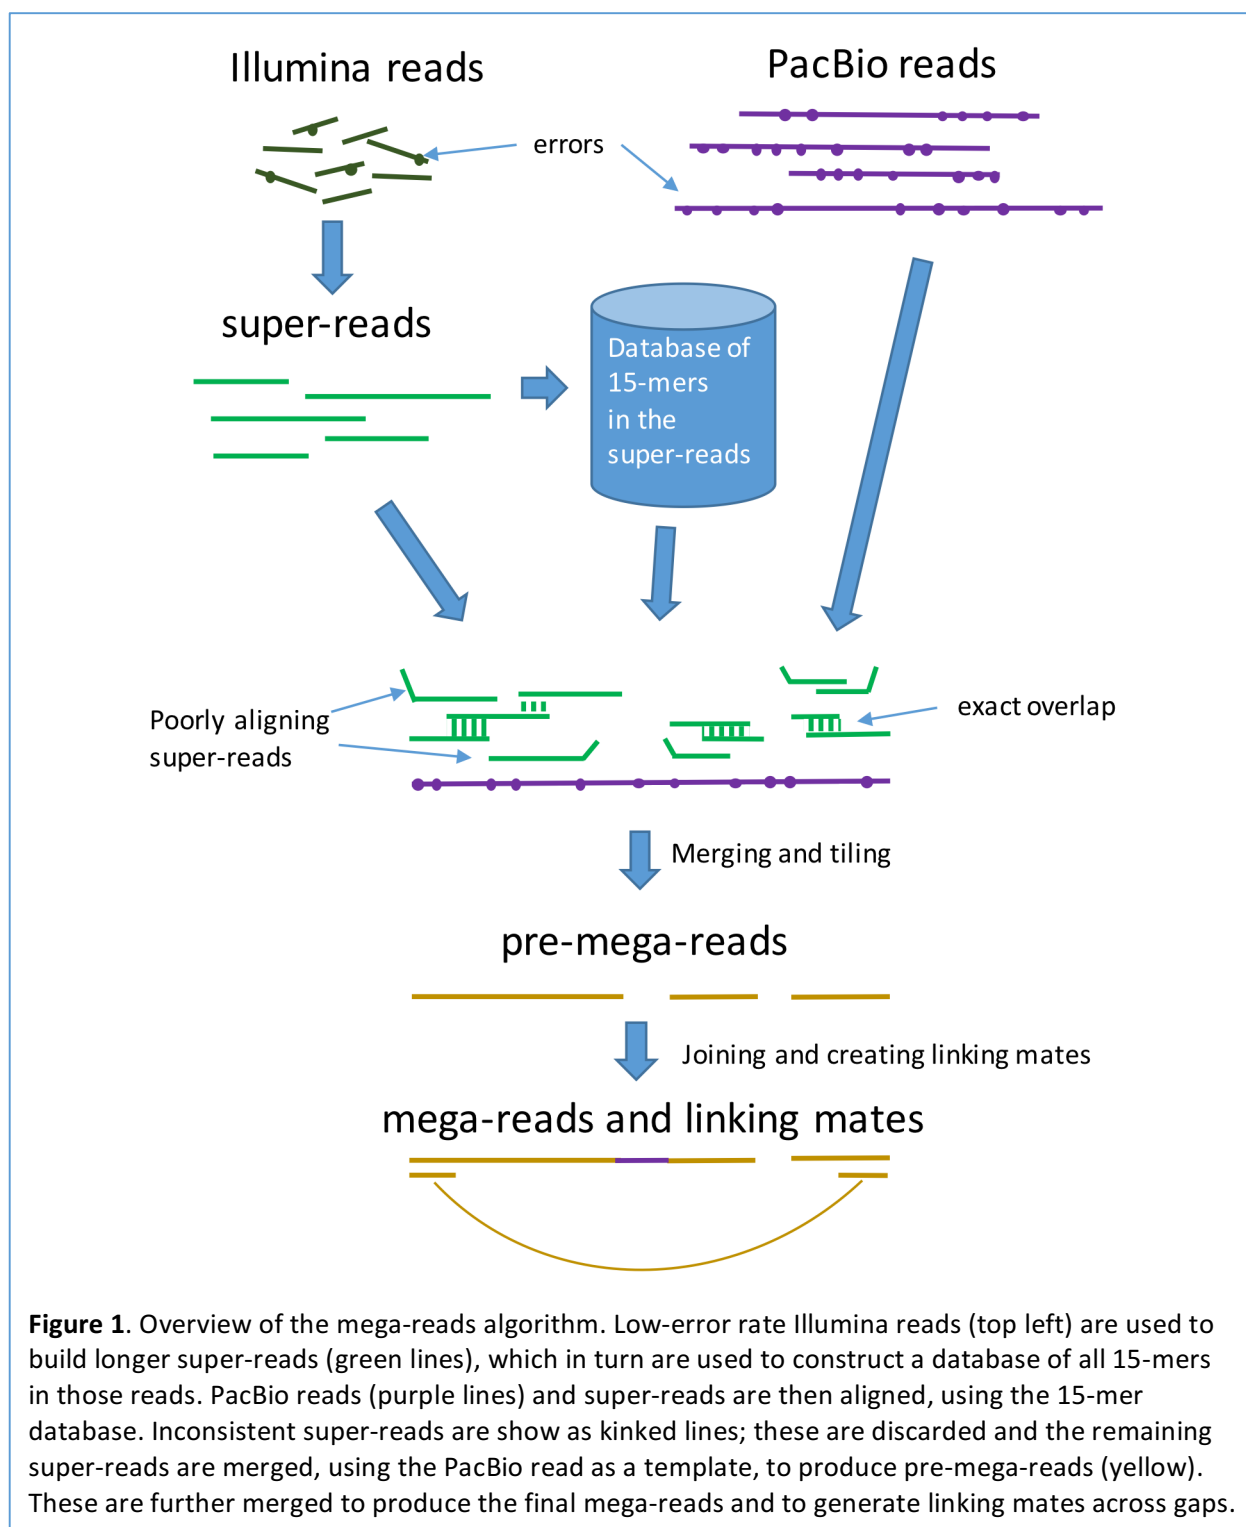 Illumina reads
PacBio reads
errors
super-reads
Database of
15-mers
in the
super-reads
Poorly aligning
super-reads
exact overlap
Merging and tiling
pre-mega-reads
Joining and creating linking mates
mega-reads and linking mates
Figure 1. Overview of the mega-reads algorithm. Low-error rate Illumina reads (top left) are used to
build longer super-reads (green lines), which in turn are used to construct a database of all 15-mers
in those reads. PacBio reads (purple lines) and super-reads are then aligned, using the 15-mer
database. Inconsistent super-reads are show as kinked lines; these are discarded and the remaining
super-reads are merged, using the PacBio read as a template, to produce pre-mega-reads (yellow).
These are further merged to produce the final mega-reads and to generate linking mates across gaps.